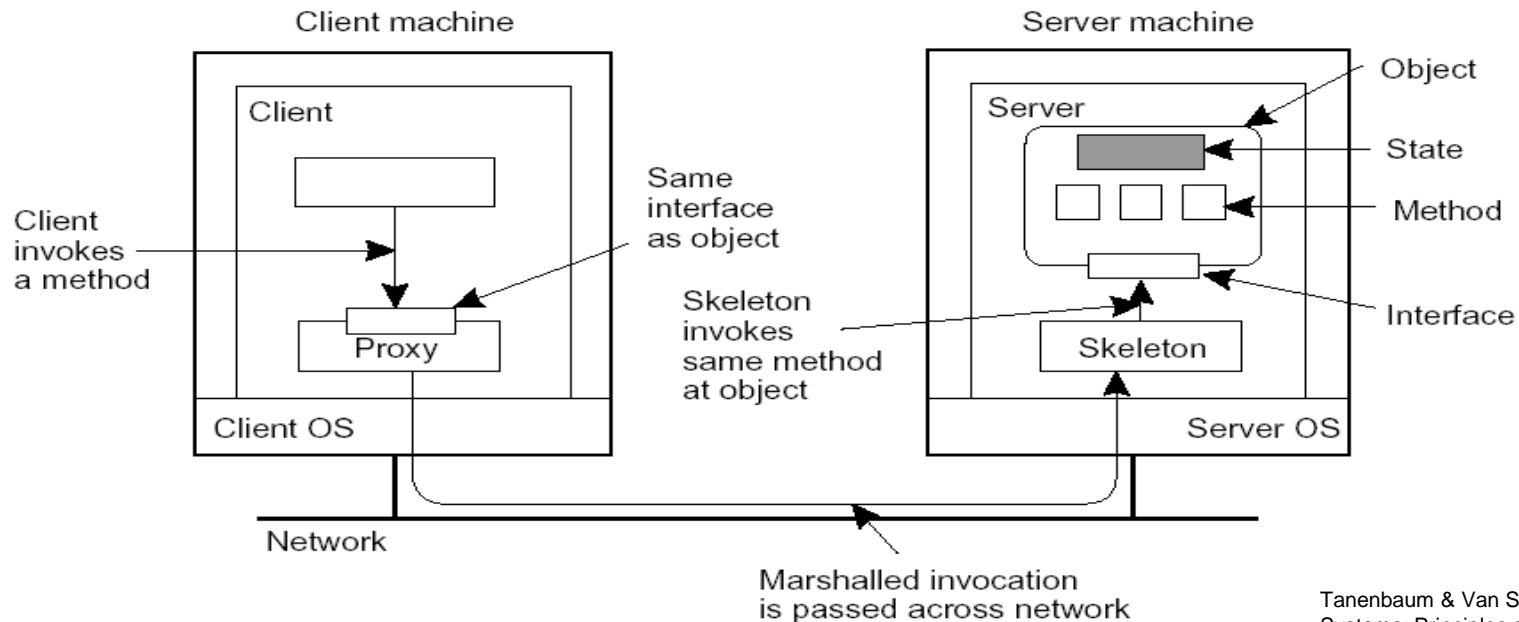 Client machine
Server machine
Client
Server
Object
State
Method
Interface
Same
interface
as object
Client
invokes
a method
Skeleton
invokes
same method
at object
Proxy
Skeleton
Client OS
Server OS
Network
Marshalled invocation
is passed across network
Tanenbaum & Van S
Systems: Principles